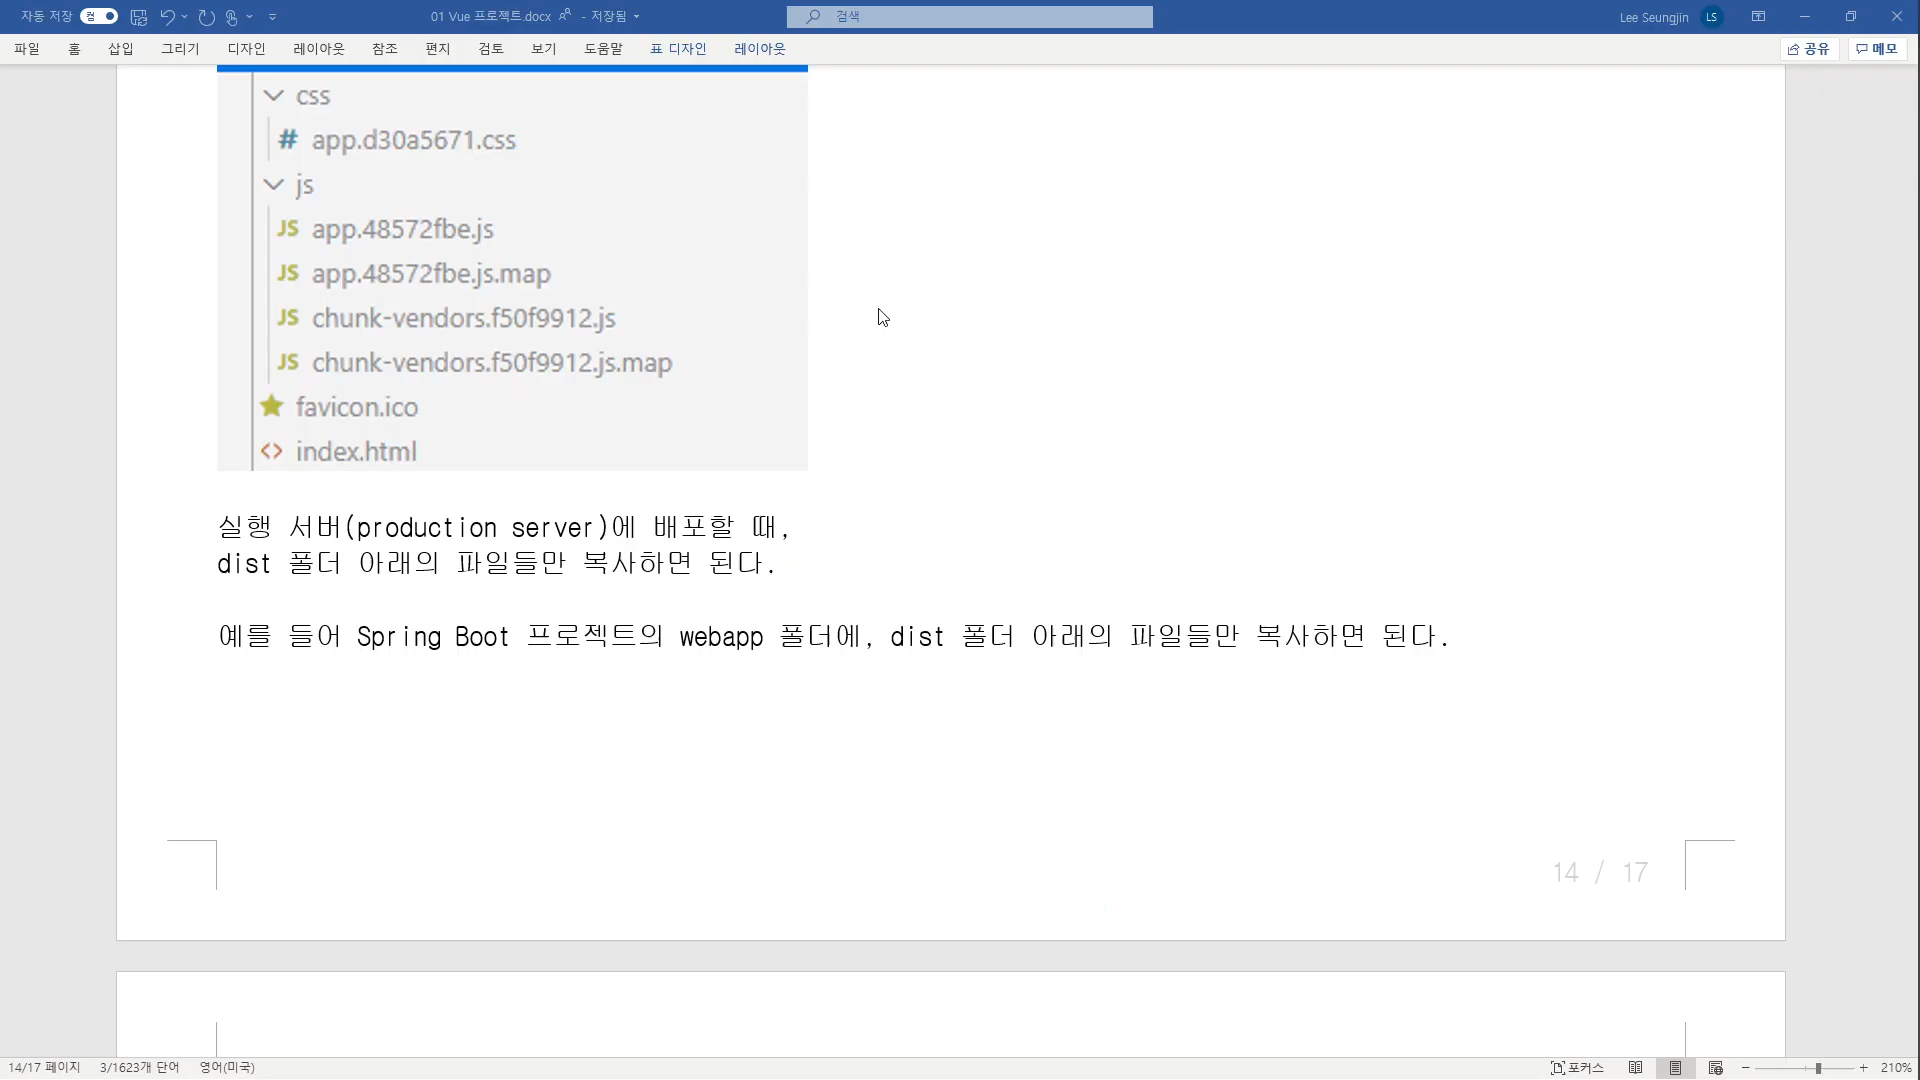 자동 저장 컴 01 Vue 프로젝트.docx - 저장됨 검색 Lee Seungjin LS
파일 홈 삽입 그리기 디자인 레이아웃 참조 편지 검토 보기 도움말 표 디자인 레이아웃 공유 메모
css
# app.d30a5671.css
js
JS app.48572fbe.js
JS app.48572fbe.js.map
JS chunk-vendors.f50f9912.js
JS chunk-vendors.f50f9912.js.map
favicon.ico
<> index.html
실행 서버(production server)에 배포할 때,
dist 폴더 아래의 파일들만 복사하면 된다.
예를 들어 Spring Boot 프로젝트의 webapp 폴더에, dist 폴더 아래의 파일들만 복사하면 된다.
14 / 17
14/17 페이지 3/1623개 단어 영어(미국) 포커스 - + 210%